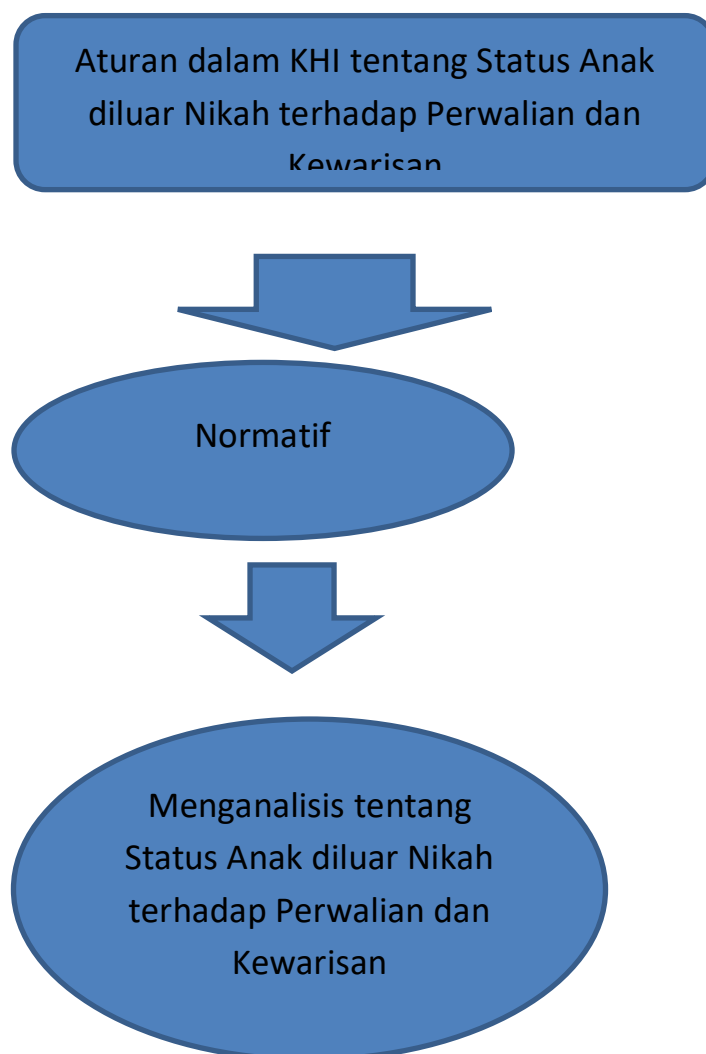 Aturan dalam KHI tentang Status Anak
diluar Nikah terhadap Perwalian dan
Kewarisan
Normatif
Menganalisis tentang
Status Anak diluar Nikah
terhadap Perwalian dan
Kewarisan